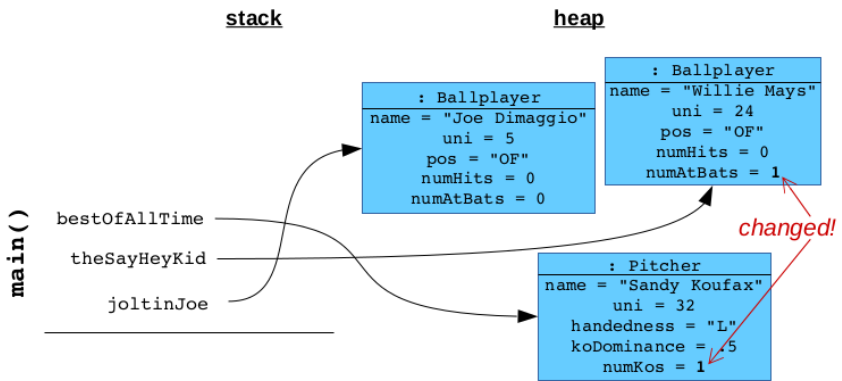 stack
heap
: Ballplayer
name = "Joe Dimaggio"
uni = 5
pos = "OF"
numHits = 0
numAtBats = 0
: Ballplayer
name = "Willie Mays"
uni = 24
pos = "OF"
numHits = 0
numAtBats = 1
changed!
main()
bestOfAllTime
theSayHeyKid
joltinJoe
: Pitcher
name = "Sandy Koufax"
uni = 32
handedness = "L"
koDominance = .5
numKos = 1